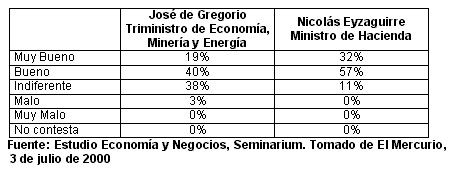 José de Gregorio
Triministro de Economía,
Minería y Energía
Nicolás Eyzaguirre
Ministro de Hacienda
Muy Bueno 19% 32%
Bueno 40% 57%
Indiferente 38% 11%
Malo 3% 0%
Muy Malo 0% 0%
No contesta 0% 0%
Fuente: Estudio Economía y Negocios, Seminarium. Tomado de El Mercurio,
3 de julio de 2000